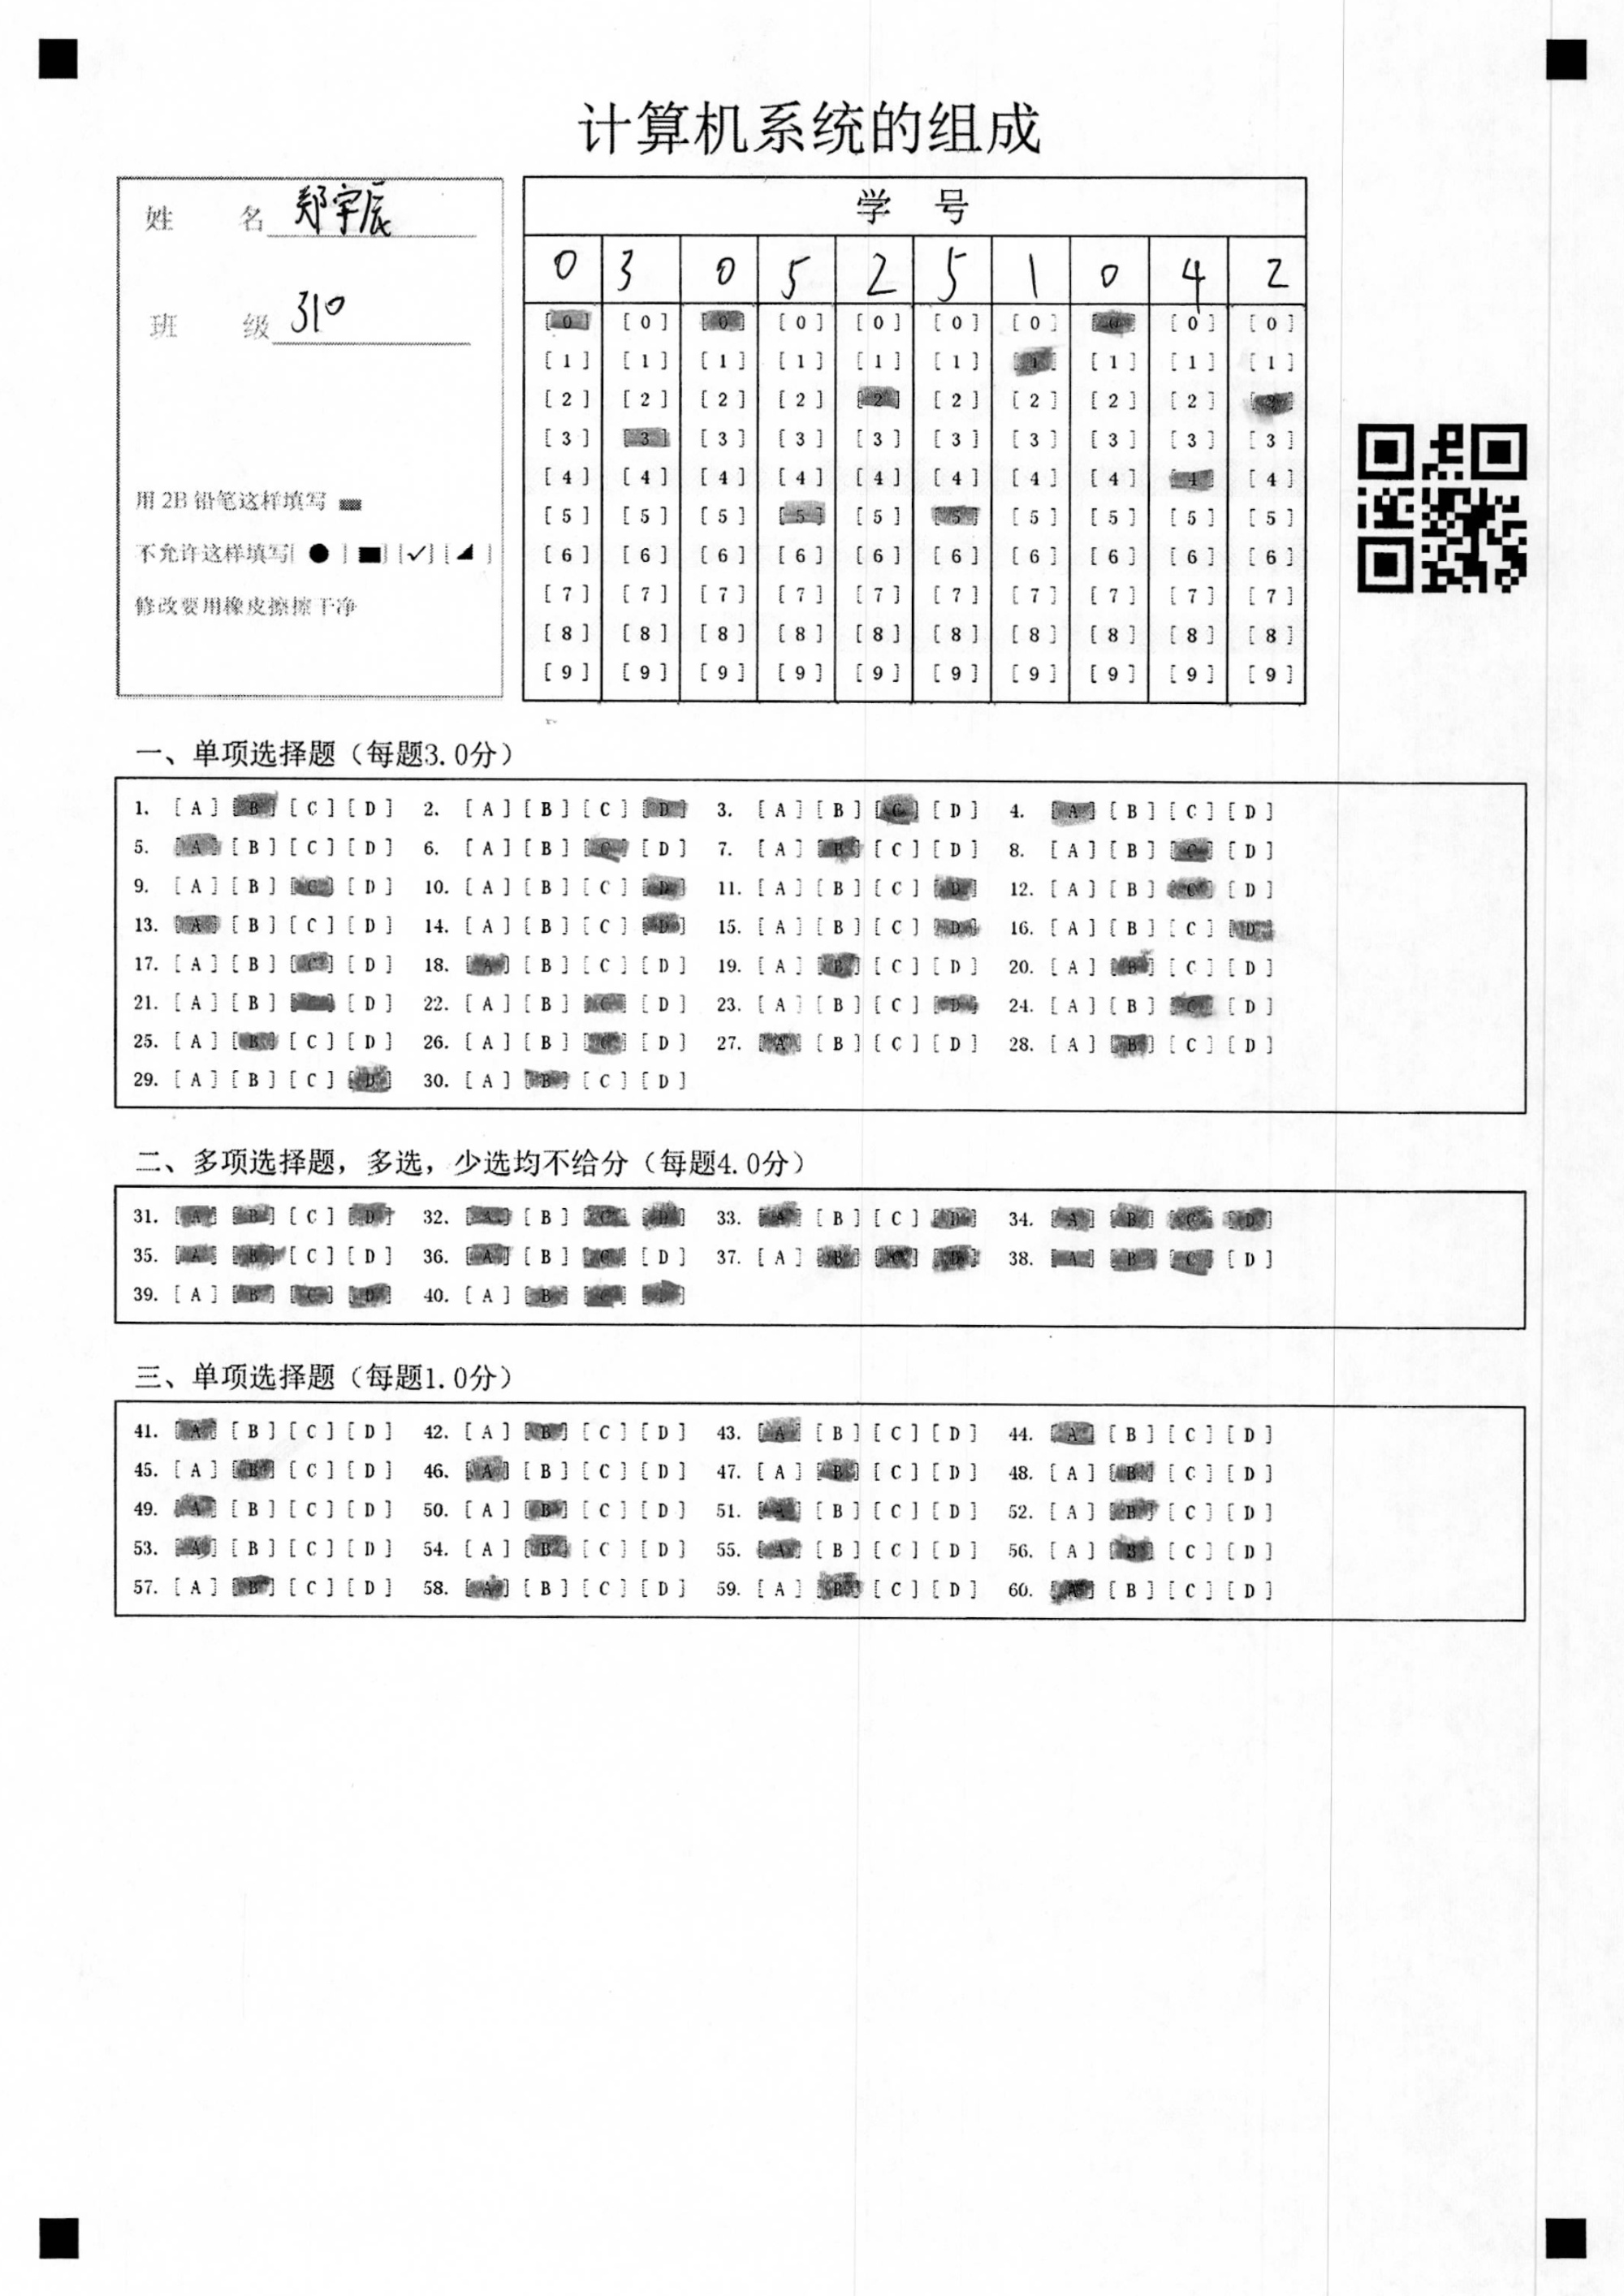 计算机系统的组成
姓 名 郑宇辰
班 级 310
用 2B 铅笔这样填写
不允许这样填写[ ● ] [■] [✓] [◢ ]
修改要用橡皮擦擦干净
学 号
0 3 0 5 2 5 1 0 4 2
[0] [0] [0] [0] [0] [0] [0] [0] [0] [0]
[1] [1] [1] [1] [1] [1] [1] [1] [1] [1]
[2] [2] [2] [2] [2] [2] [2] [2] [2] [2]
[3] [3] [3] [3] [3] [3] [3] [3] [3] [3]
[4] [4] [4] [4] [4] [4] [4] [4] [4] [4]
[5] [5] [5] [5] [5] [5] [5] [5] [5] [5]
[6] [6] [6] [6] [6] [6] [6] [6] [6] [6]
[7] [7] [7] [7] [7] [7] [7] [7] [7] [7]
[8] [8] [8] [8] [8] [8] [8] [8] [8] [8]
[9] [9] [9] [9] [9] [9] [9] [9] [9] [9]
一、单项选择题（每题3.0分）
1. [A] [B] [C] [D] 2. [A] [B] [C] [D] 3. [A] [B] [C] [D] 4. [A] [B] [C] [D]
5. [A] [B] [C] [D] 6. [A] [B] [C] [D] 7. [A] [B] [C] [D] 8. [A] [B] [C] [D]
9. [A] [B] [C] [D] 10. [A] [B] [C] [D] 11. [A] [B] [C] [D] 12. [A] [B] [C] [D]
13. [A] [B] [C] [D] 14. [A] [B] [C] [D] 15. [A] [B] [C] [D] 16. [A] [B] [C] [D]
17. [A] [B] [C] [D] 18. [A] [B] [C] [D] 19. [A] [B] [C] [D] 20. [A] [B] [C] [D]
21. [A] [B] [ ] [D] 22. [A] [B] [C] [D] 23. [A] [B] [C] [D] 24. [A] [B] [C] [D]
25. [A] [B] [C] [D] 26. [A] [B] [C] [D] 27. [A] [B] [C] [D] 28. [A] [B] [C] [D]
29. [A] [B] [C] [D] 30. [A] [B] [C] [D]
二、多项选择题，多选，少选均不给分（每题4.0分）
31. [A] [B] [C] [D] 32. [A] [B] [C] [D] 33. [A] [B] [C] [D] 34. [A] [B] [C] [D]
35. [A] [B] [C] [D] 36. [A] [B] [C] [D] 37. [A] [B] [C] [D] 38. [A] [B] [C] [D]
39. [A] [B] [C] [D] 40. [A] [B] [C] [D]
三、单项选择题（每题1.0分）
41. [A] [B] [C] [D] 42. [A] [B] [C] [D] 43. [A] [B] [C] [D] 44. [A] [B] [C] [D]
45. [A] [B] [C] [D] 46. [A] [B] [C] [D] 47. [A] [B] [C] [D] 48. [A] [B] [C] [D]
49. [A] [B] [C] [D] 50. [A] [B] [C] [D] 51. [A] [B] [C] [D] 52. [A] [B] [C] [D]
53. [A] [B] [C] [D] 54. [A] [B] [C] [D] 55. [A] [B] [C] [D] 56. [A] [B] [C] [D]
57. [A] [B] [C] [D] 58. [A] [B] [C] [D] 59. [A] [B] [C] [D] 60. [A] [B] [C] [D]